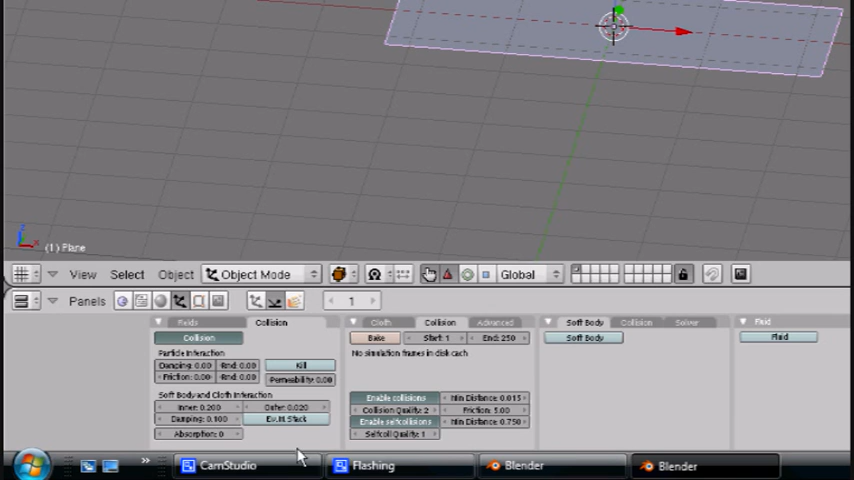 Z X (1) Plane
View Select Object Object Mode Global
Panels 1
Fields Collision Cloth Collision Advanced Soft Body Collision Solver Fluid
Collision Bake Start: 1 End: 250 Soft Body Fluid
Particle Interaction No simulation frames in disk cach
Damping: 0.00 Rnd: 0.00 Kill
Friction: 0.00 Rnd: 0.00 Permeability: 0.00
Soft Body and Cloth Interaction Enable collisions Min Distance: 0.015
Inner: 0.200 Outer: 0.020 Collision Quality: 2 Friction: 5.00
Damping: 0.100 Ev.M.Stack Enable selfcollisions Min Distance: 0.750
Absorption: 0 Selfcoll Quality: 1
» CamStudio Flashing Blender Blender